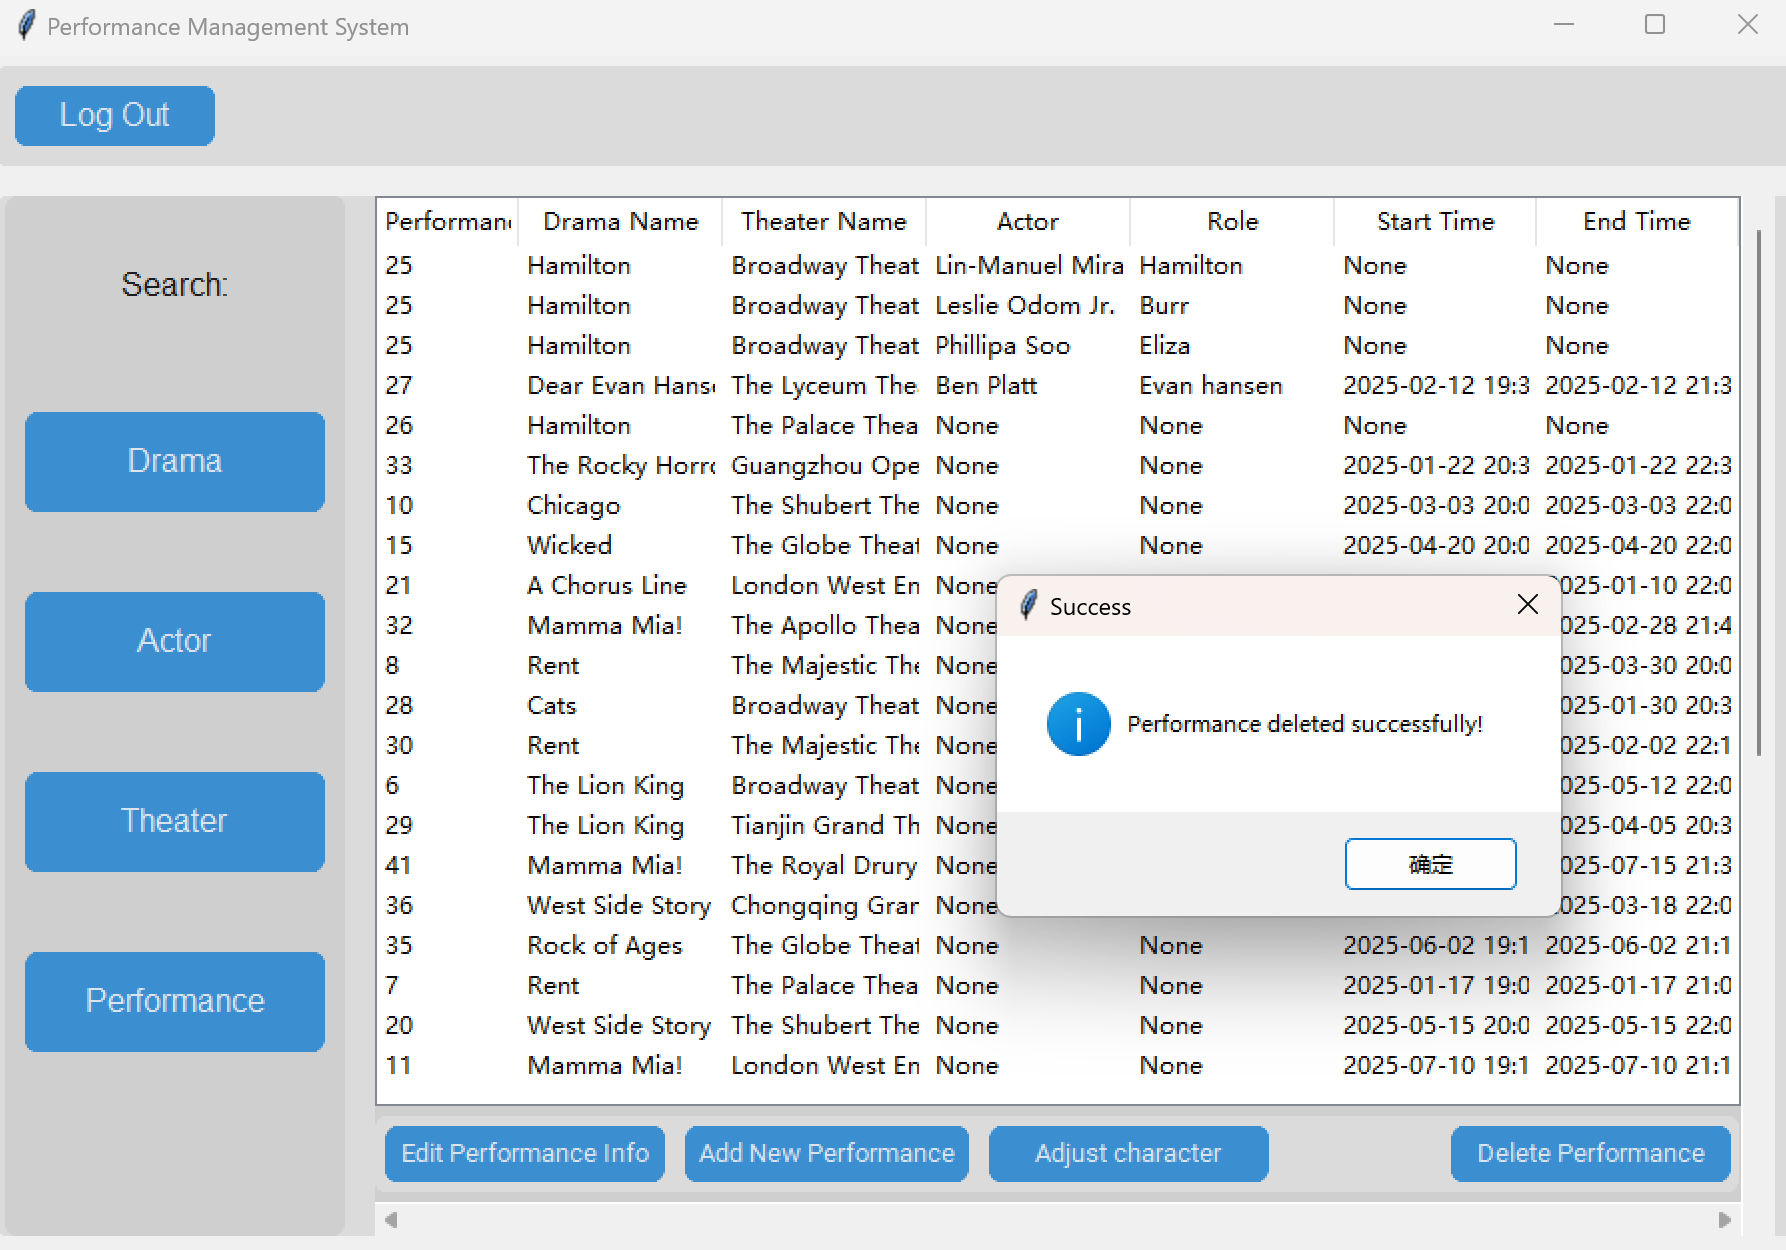 Performance Management System
Log Out
Search:
Drama
Actor
Theater
Performance
Performanc Drama Name Theater Name Actor Role Start Time End Time
25 Hamilton Broadway Theat Lin-Manuel Mira Hamilton None None
25 Hamilton Broadway Theat Leslie Odom Jr. Burr None None
25 Hamilton Broadway Theat Phillipa Soo Eliza None None
27 Dear Evan Hanse The Lyceum The Ben Platt Evan hansen 2025-02-12 19:3 2025-02-12 21:3
26 Hamilton The Palace Thea None None None None
33 The Rocky Horro Guangzhou Ope None None 2025-01-22 20:3 2025-01-22 22:3
10 Chicago The Shubert The None None 2025-03-03 20:0 2025-03-03 22:0
15 Wicked The Globe Theat None None 2025-04-20 20:0 2025-04-20 22:0
21 A Chorus Line London West En None 025-01-10 22:0
32 Mamma Mia! The Apollo Thea None 025-02-28 21:4
8 Rent The Majestic The None 025-03-30 20:0
28 Cats Broadway Theat None 025-01-30 20:3
30 Rent The Majestic The None 025-02-02 22:1
6 The Lion King Broadway Theat None 025-05-12 22:0
29 The Lion King Tianjin Grand Th None 025-04-05 20:3
41 Mamma Mia! The Royal Drury None 025-07-15 21:3
36 West Side Story Chongqing Gran None 025-03-18 22:0
35 Rock of Ages The Globe Theat None None 2025-06-02 19:1 2025-06-02 21:1
7 Rent The Palace Thea None None 2025-01-17 19:0 2025-01-17 21:0
20 West Side Story The Shubert The None None 2025-05-15 20:0 2025-05-15 22:0
11 Mamma Mia! London West En None None 2025-07-10 19:1 2025-07-10 21:1
Success
Performance deleted successfully!
确定
Edit Performance Info Add New Performance Adjust character Delete Performance